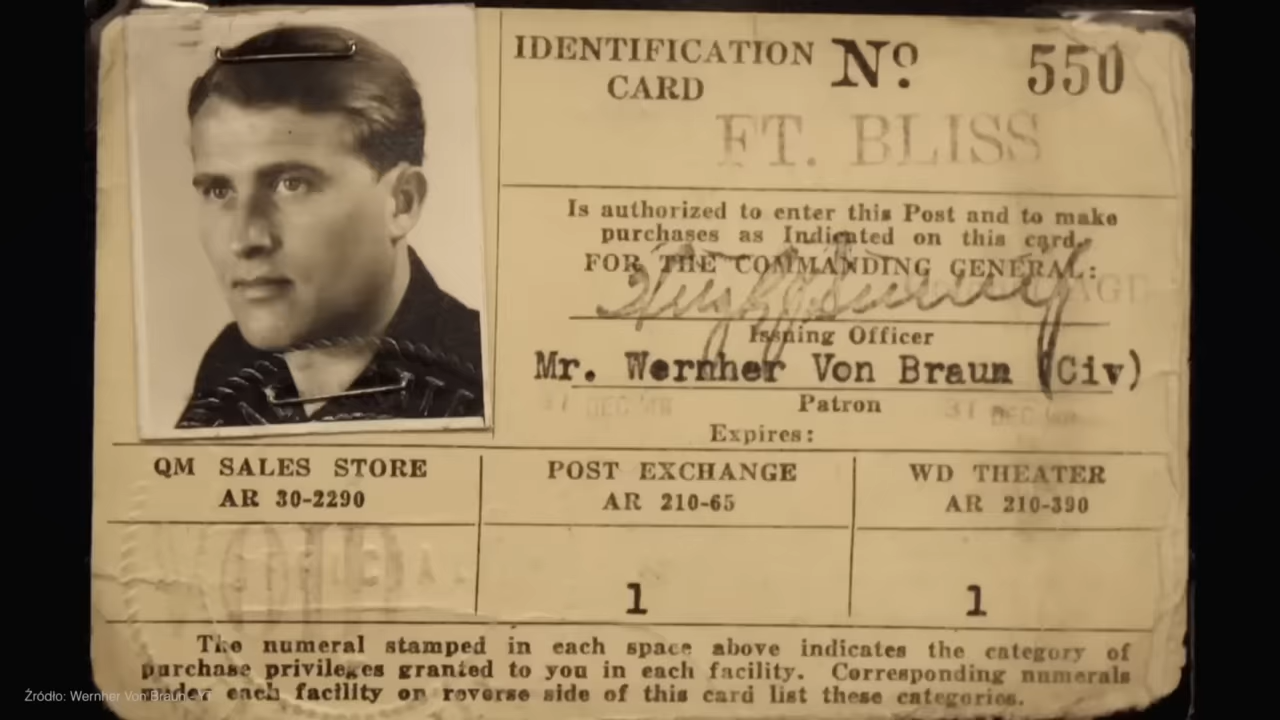 IDENTIFICATION CARD
Nº 550
FT. BLISS
Is authorized to enter this Post and to make
purchases as Indicated on this card.
FOR THE COMMANDING GENERAL:
Issuing Officer
Mr. Wernher Von Braun (Civ)
Patron
31 DEC
Expires:
QM SALES STORE
AR 30-2290
POST EXCHANGE
AR 210-65
1
WD THEATER
AR 210-390
1
The numeral stamped in each space above indicates the category of
purchase privileges granted to you in each facility. Corresponding numerals
each facility on reverse side of this card list these categories.
Źródło: Wernher Von Braun - YT